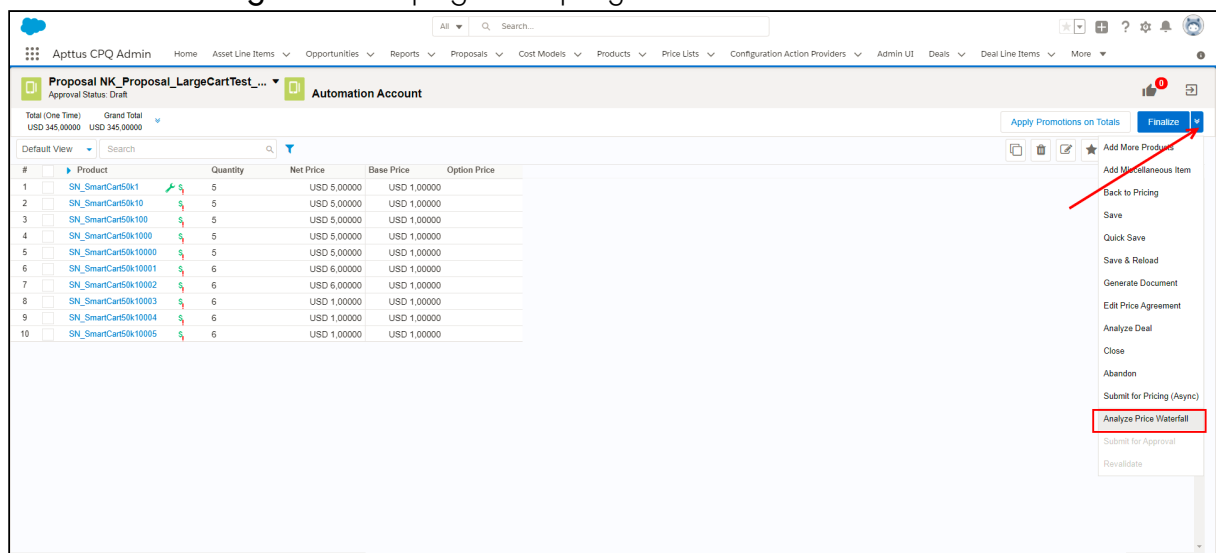 All Search...
Apttus CPQ Admin Home Asset Line Items Opportunities Reports Proposals Cost Models Products Price Lists Configuration Action Providers Admin UI Deals Deal Line Items More
Proposal NK_Proposal_LargeCartTest_... Automation Account 0
Approval Status: Draft
Total (One Time) Grand Total
USD 345,00000 USD 345,00000
Apply Promotions on Totals Finalize
Default View Search
# Product Quantity Net Price Base Price Option Price
1 SN_SmartCart50k1 5 USD 5,00000 USD 1,00000
2 SN_SmartCart50k10 5 USD 5,00000 USD 1,00000
3 SN_SmartCart50k100 5 USD 5,00000 USD 1,00000
4 SN_SmartCart50k1000 5 USD 5,00000 USD 1,00000
5 SN_SmartCart50k10000 5 USD 5,00000 USD 1,00000
6 SN_SmartCart50k10001 6 USD 6,00000 USD 1,00000
7 SN_SmartCart50k10002 6 USD 6,00000 USD 1,00000
8 SN_SmartCart50k10003 6 USD 1,00000 USD 1,00000
9 SN_SmartCart50k10004 6 USD 1,00000 USD 1,00000
10 SN_SmartCart50k10005 6 USD 1,00000 USD 1,00000
Add More Products
Add Miscellaneous Item
Back to Pricing
Save
Quick Save
Save & Reload
Generate Document
Edit Price Agreement
Analyze Deal
Close
Abandon
Submit for Pricing (Async)
Analyze Price Waterfall
Submit for Approval
Revalidate